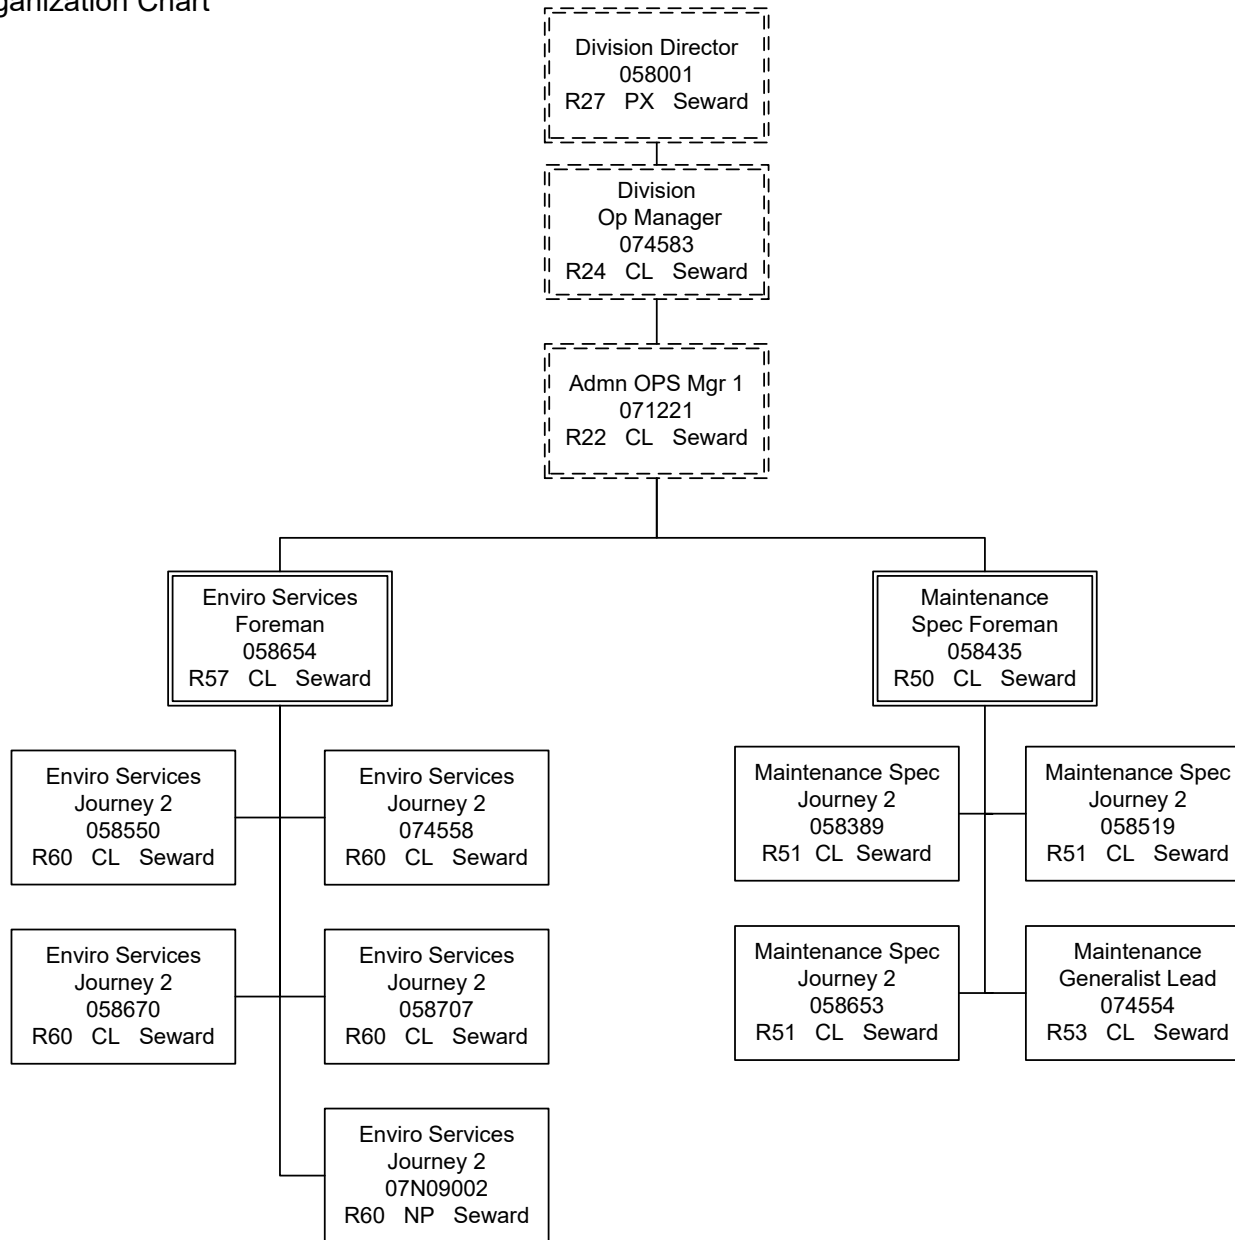 ganization Chart
Division Director
058001
R27 PX Seward
Division
Op Manager
074583
R24 CL Seward
Admn OPS Mgr 1
071221
R22 CL Seward
Enviro Services
Foreman
058654
R57 CL Seward
Maintenance
Spec Foreman
058435
R50 CL Seward
Enviro Services
Journey 2
058550
R60 CL Seward
Enviro Services
Journey 2
074558
R60 CL Seward
Maintenance Spec
Journey 2
058389
R51 CL Seward
Maintenance Spec
Journey 2
058519
R51 CL Seward
Enviro Services
Journey 2
058670
R60 CL Seward
Enviro Services
Journey 2
058707
R60 CL Seward
Maintenance Spec
Journey 2
058653
R51 CL Seward
Maintenance
Generalist Lead
074554
R53 CL Seward
Enviro Services
Journey 2
07N09002
R60 NP Seward